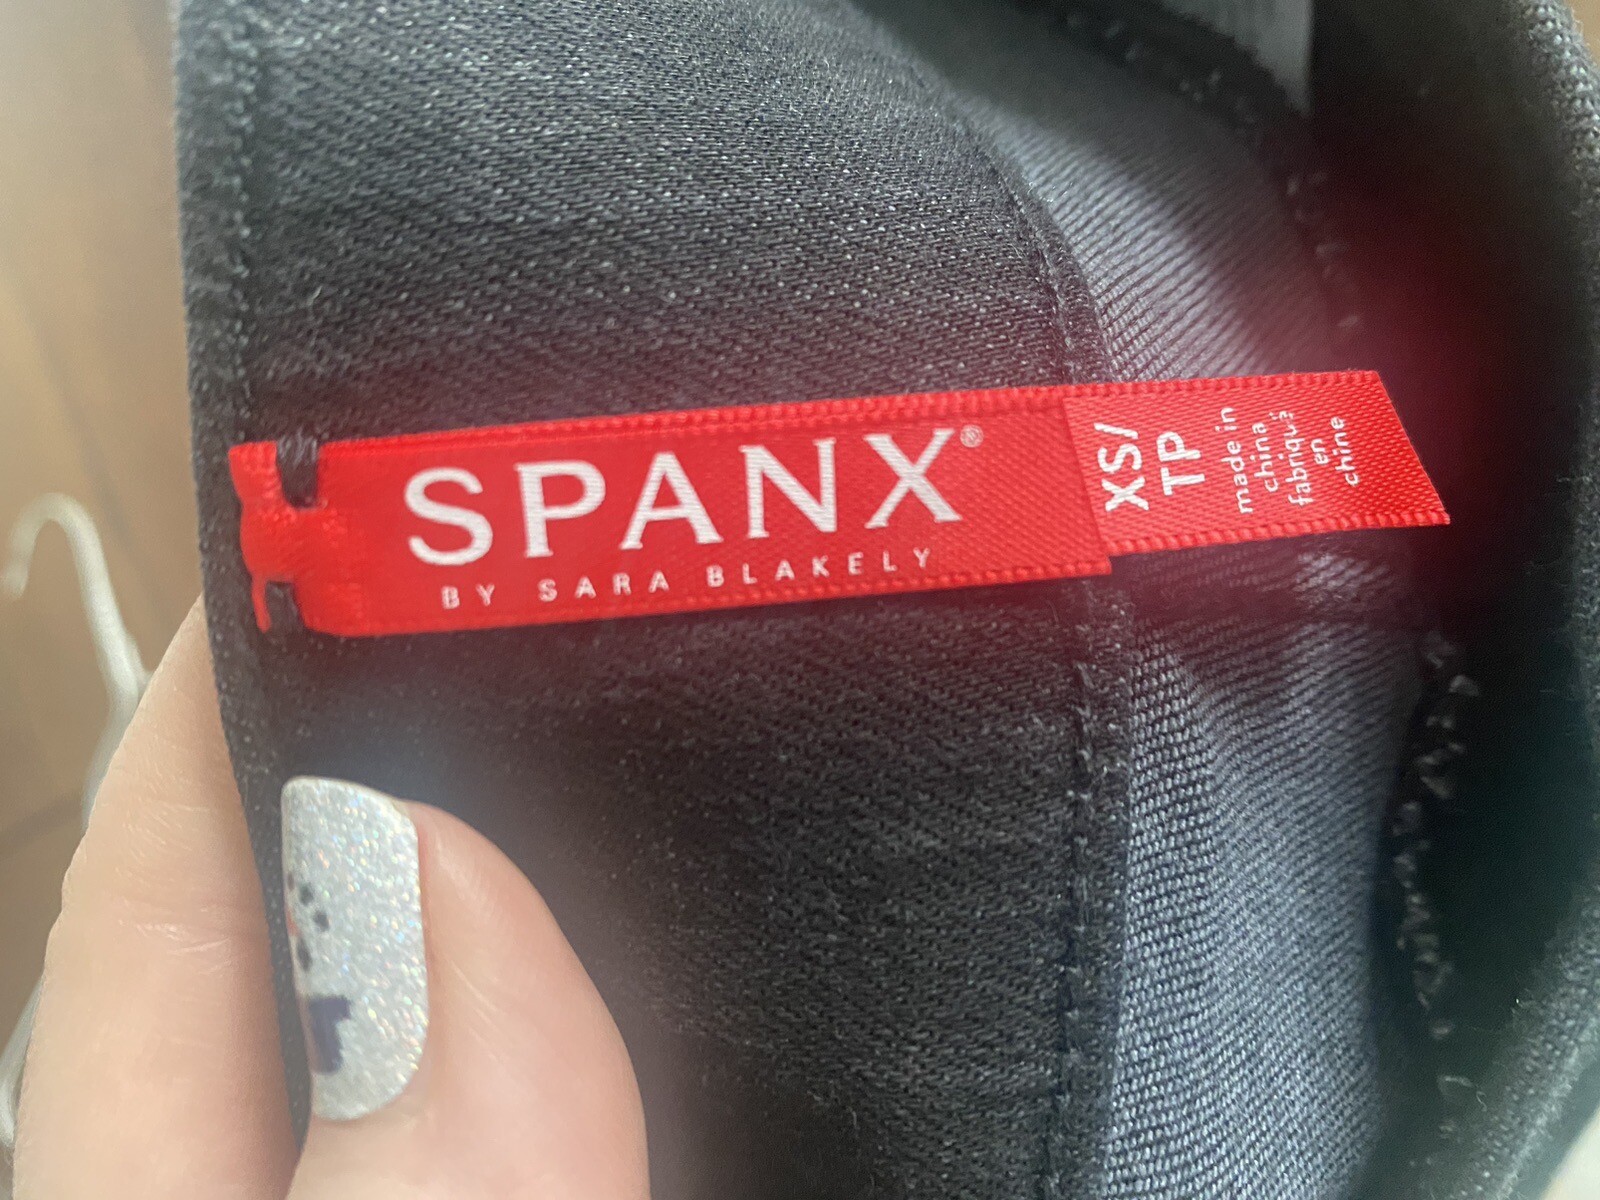 SPANX®
BY SARA BLAKELY
XS/
TP
made in
china
fabriqué
en
chine